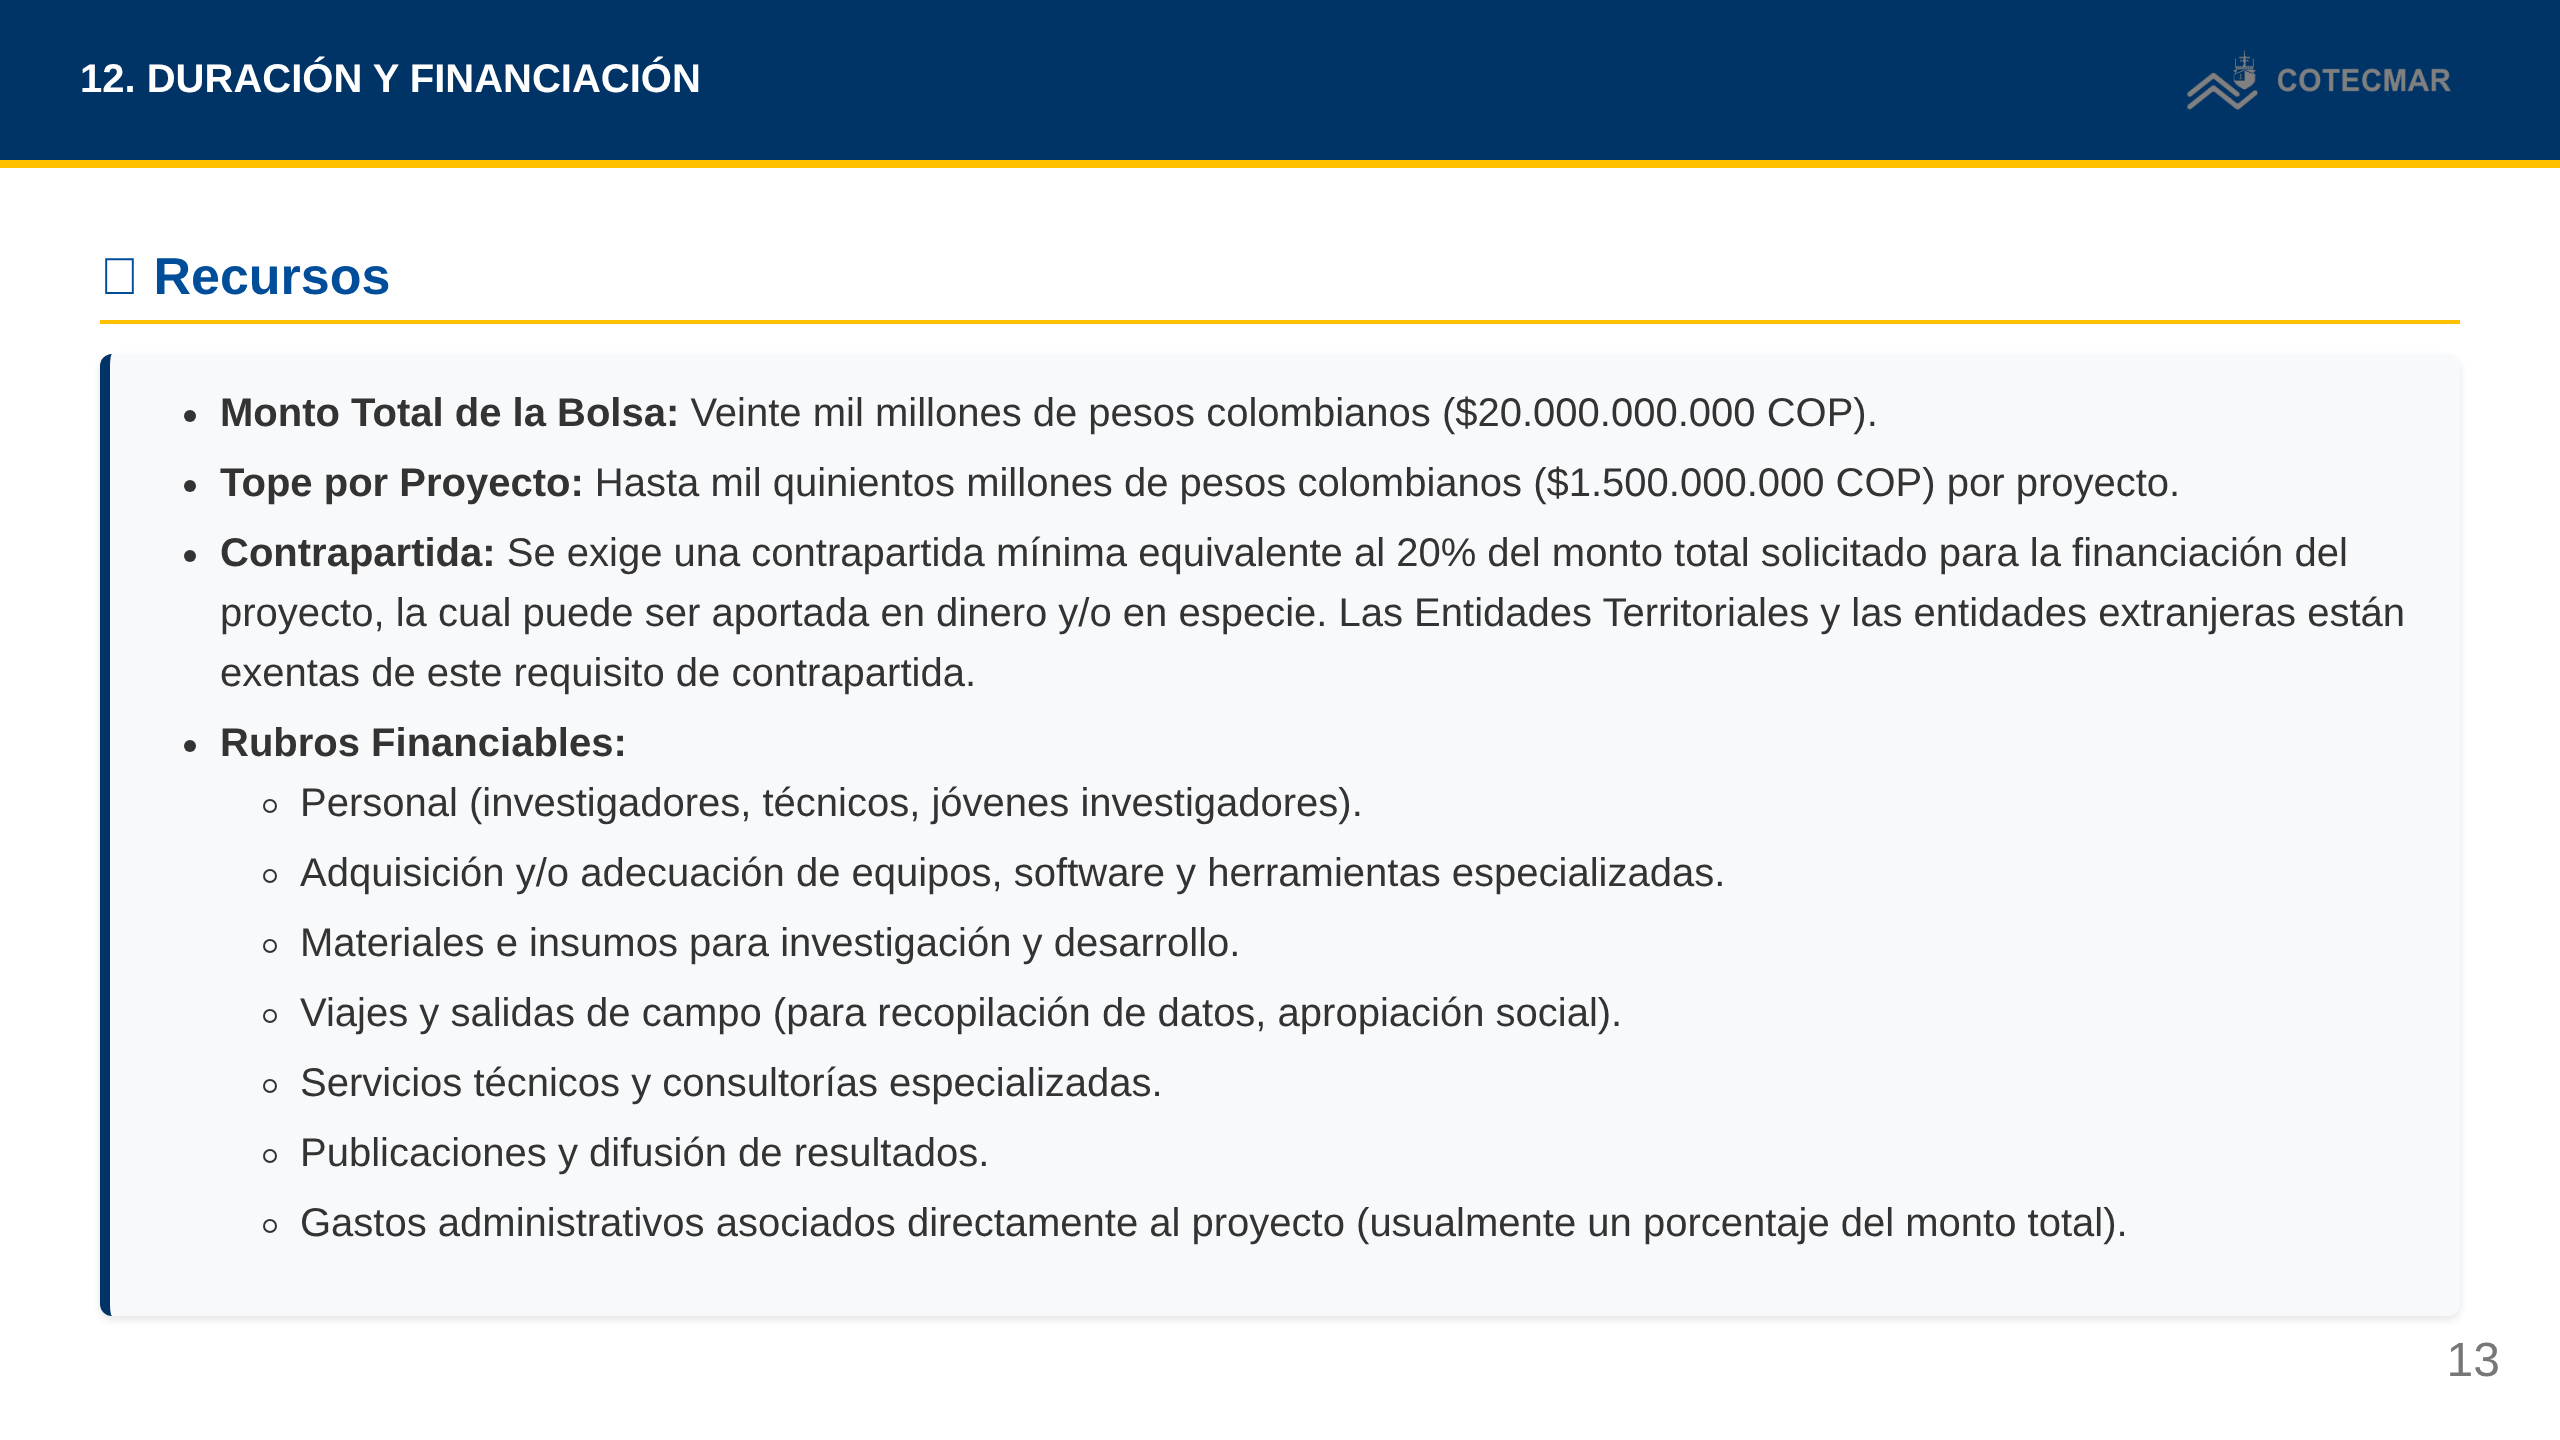 12. DURACIÓN Y FINANCIACIÓN
COTECMAR
Recursos
• Monto Total de la Bolsa: Veinte mil millones de pesos colombianos ($20.000.000.000 COP).
• Tope por Proyecto: Hasta mil quinientos millones de pesos colombianos ($1.500.000.000 COP) por proyecto.
• Contrapartida: Se exige una contrapartida mínima equivalente al 20% del monto total solicitado para la financiación del
proyecto, la cual puede ser aportada en dinero y/o en especie. Las Entidades Territoriales y las entidades extranjeras están
exentas de este requisito de contrapartida.
• Rubros Financiables:
◦ Personal (investigadores, técnicos, jóvenes investigadores).
◦ Adquisición y/o adecuación de equipos, software y herramientas especializadas.
◦ Materiales e insumos para investigación y desarrollo.
◦ Viajes y salidas de campo (para recopilación de datos, apropiación social).
◦ Servicios técnicos y consultorías especializadas.
◦ Publicaciones y difusión de resultados.
◦ Gastos administrativos asociados directamente al proyecto (usualmente un porcentaje del monto total).
13